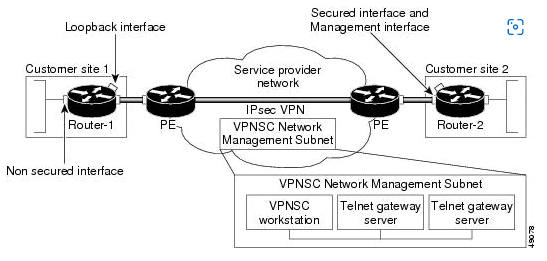 Loopback interface
Secured interface and
Management interface
Customer site 1
Service provider
network
Customer site 2
Router-1
PE
IPsec VPN
PE
Router-2
VPNSC Network
Management Subnet
Non secured interface
VPNSC Network Management Subnet
VPNSC
workstation
Telnet gateway
server
Telnet gateway
server
49078